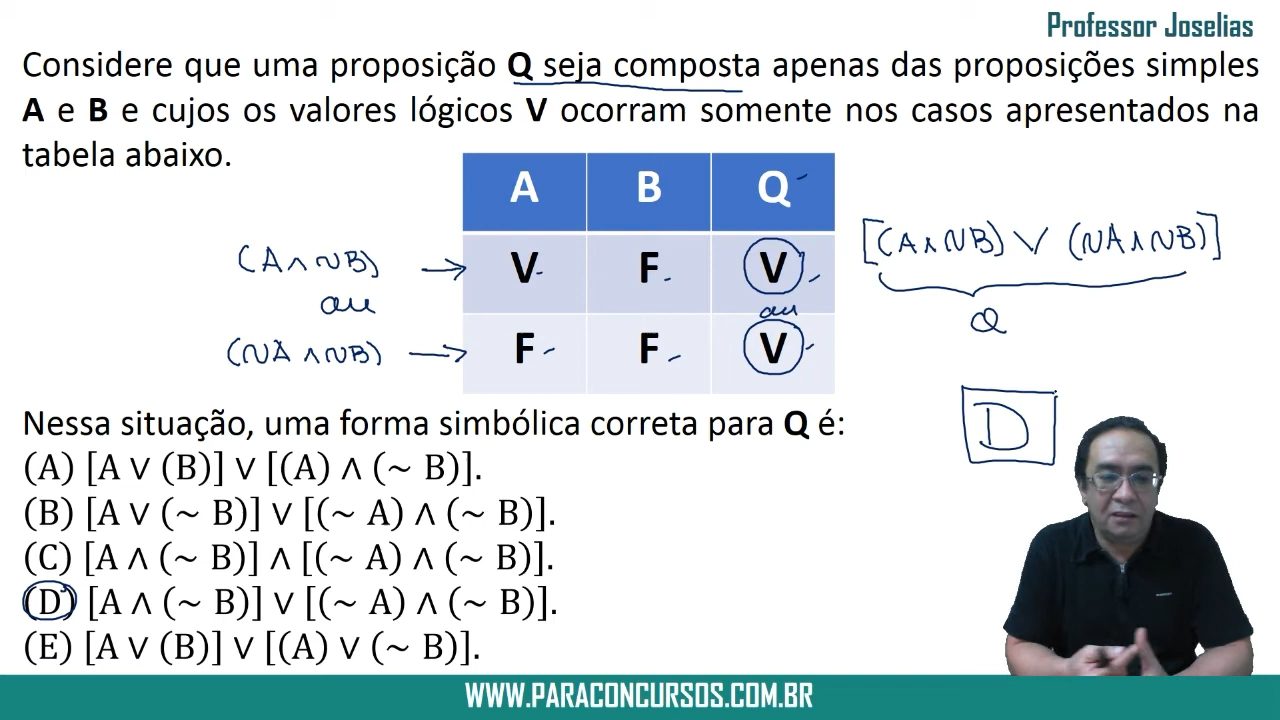 Professor Joselias
Considere que uma proposição Q seja composta apenas das proposições simples
A e B e cujos os valores lógicos V ocorram somente nos casos apresentados na
tabela abaixo.
A B Q
[(A∧~B) ∨ (~A∧~B)]
Q
(A∧~B) → V F V
ou ou
(~A∧~B) → F F V
D
Nessa situação, uma forma simbólica correta para Q é:
(A) [A ∨ (B)] ∨ [(A) ∧ (~ B)].
(B) [A ∨ (~ B)] ∨ [(~ A) ∧ (~ B)].
(C) [A ∧ (~ B)] ∧ [(~ A) ∧ (~ B)].
(D) [A ∧ (~ B)] ∨ [(~ A) ∧ (~ B)].
(E) [A ∨ (B)] ∨ [(A) ∨ (~ B)].
WWW.PARACONCURSOS.COM.BR